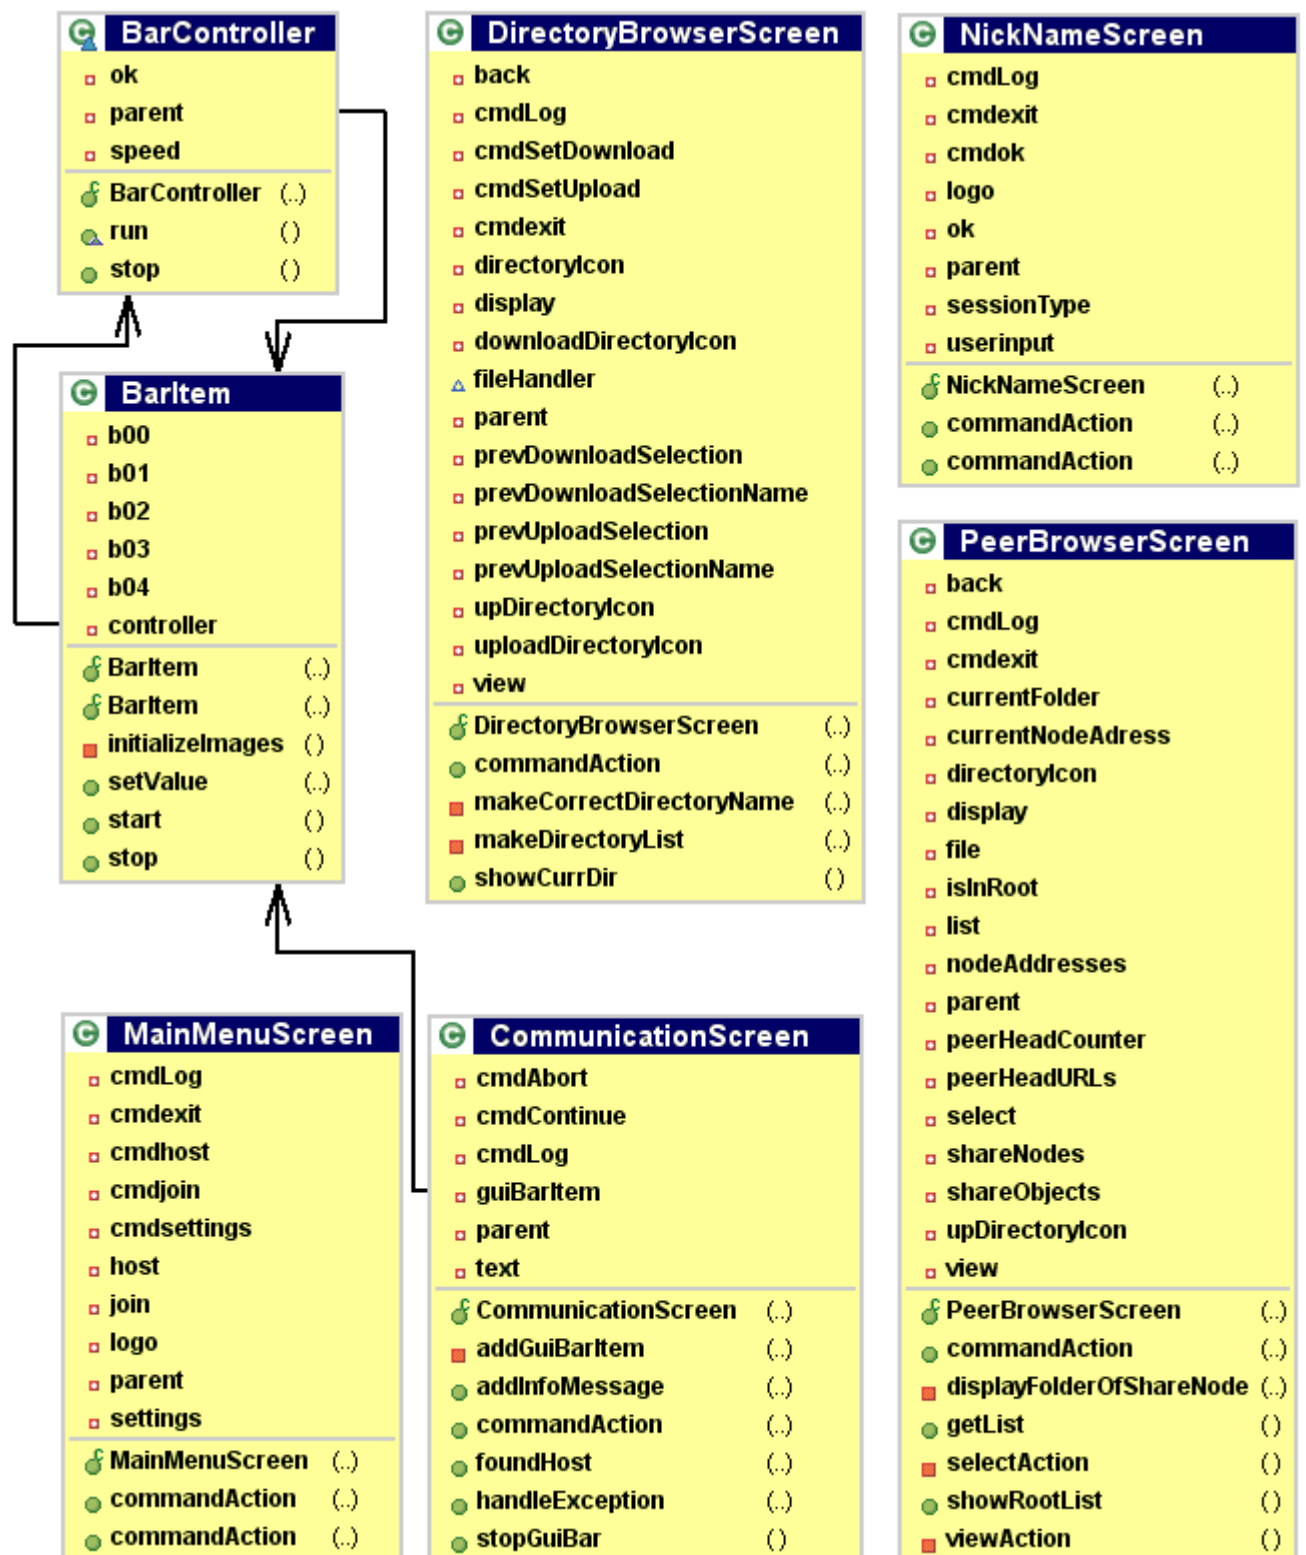 BarController
ok
parent
speed
BarController (..)
run ()
stop ()
BarItem
b00
b01
b02
b03
b04
controller
BarItem (..)
BarItem (..)
initializeImages ()
setValue (..)
start ()
stop ()
MainMenuScreen
cmdLog
cmdexit
cmdhost
cmdjoin
cmdsettings
host
join
logo
parent
settings
MainMenuScreen (..)
commandAction (..)
commandAction (..)
DirectoryBrowserScreen
back
cmdLog
cmdSetDownload
cmdSetUpload
cmdexit
directoryIcon
display
downloadDirectoryIcon
fileHandler
parent
prevDownloadSelection
prevDownloadSelectionName
prevUploadSelection
prevUploadSelectionName
upDirectoryIcon
uploadDirectoryIcon
view
DirectoryBrowserScreen (..)
commandAction (..)
makeCorrectDirectoryName (..)
makeDirectoryList (..)
showCurrDir ()
CommunicationScreen
cmdAbort
cmdContinue
cmdLog
guiBarItem
parent
text
CommunicationScreen (..)
addGuiBarItem (..)
addInfoMessage (..)
commandAction (..)
foundHost (..)
handleException (..)
stopGuiBar ()
NickNameScreen
cmdLog
cmdexit
cmdok
logo
ok
parent
sessionType
userinput
NickNameScreen (..)
commandAction (..)
commandAction (..)
PeerBrowserScreen
back
cmdLog
cmdexit
currentFolder
currentNodeAdress
directoryIcon
display
file
isInRoot
list
nodeAddresses
parent
peerHeadCounter
peerHeadURLs
select
shareNodes
shareObjects
upDirectoryIcon
view
PeerBrowserScreen (..)
commandAction (..)
displayFolderOfShareNode (..)
getList ()
selectAction ()
showRootList ()
viewAction ()